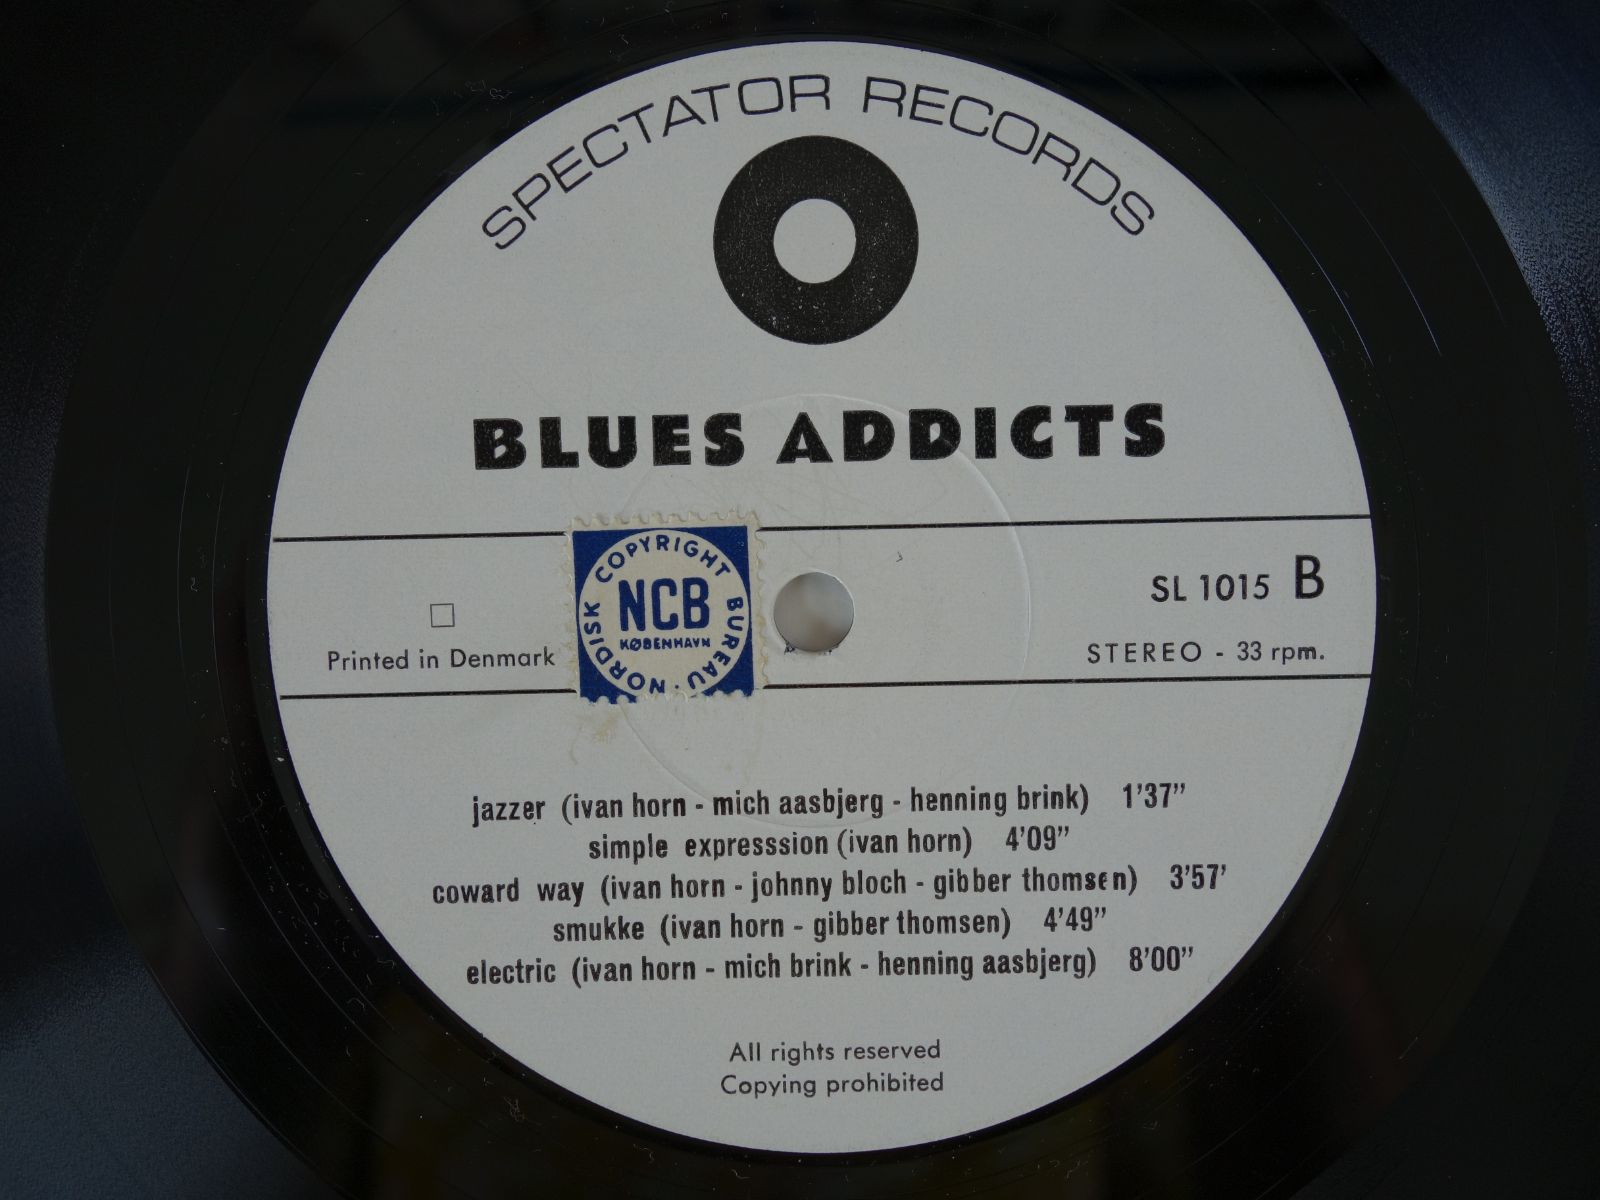 SPECTATOR RECORDS
BLUES ADDICTS
SL 1015 B
STEREO - 33 rpm.
Printed in Denmark
NORDISK COPYRIGHT BUREAU ·
NCB
KØBENHAVN
jazzer (ivan horn - mich aasbjerg - henning brink) 1'37”
simple expresssion (ivan horn) 4'09”
coward way (ivan horn - johnny bloch - gibber thomsen) 3'57'
smukke (ivan horn - gibber thomsen) 4'49”
electric (ivan horn - mich brink - henning aasbjerg) 8'00”
All rights reserved
Copying prohibited